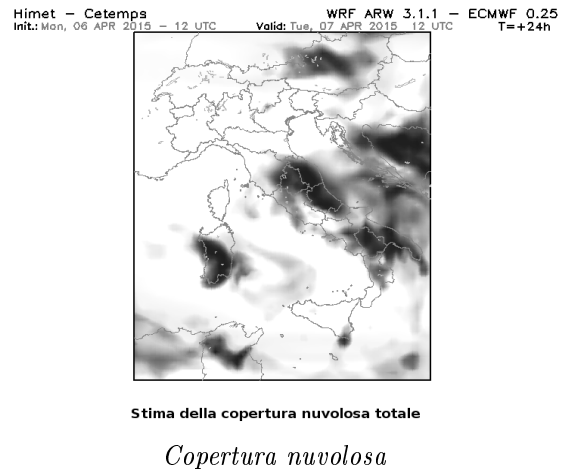 Himet - Cetemps WRF ARW 3.1.1 - ECMWF 0.25
Init.: Mon, 06 APR 2015 - 12 UTC Valid: Tue, 07 APR 2015 12 UTC T=+24h
Stima della copertura nuvolosa totale
Copertura nuvolosa